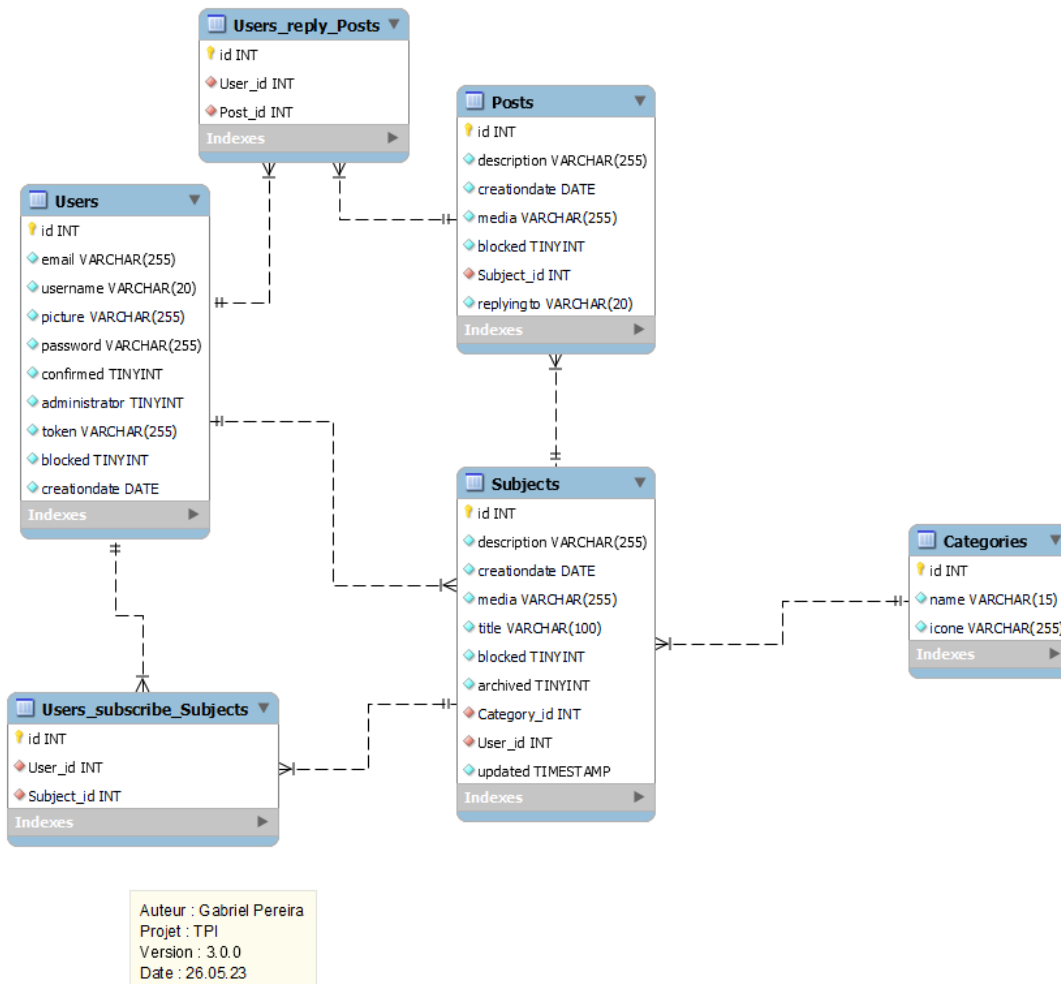 Users_reply_Posts
id INT
User_id INT
Post_id INT
Indexes
Posts
id INT
description VARCHAR(255)
creationdate DATE
media VARCHAR(255)
blocked TINYINT
Subject_id INT
replyingto VARCHAR(20)
Indexes
Users
id INT
email VARCHAR(255)
username VARCHAR(20)
picture VARCHAR(255)
password VARCHAR(255)
confirmed TINYINT
administrator TINYINT
token VARCHAR(255)
blocked TINYINT
creationdate DATE
Indexes
Subjects
id INT
description VARCHAR(255)
creationdate DATE
media VARCHAR(255)
title VARCHAR(100)
blocked TINYINT
archived TINYINT
Category_id INT
User_id INT
updated TIMESTAMP
Indexes
Categories
id INT
name VARCHAR(15)
icone VARCHAR(255)
Indexes
Users_subscribe_Subjects
id INT
User_id INT
Subject_id INT
Indexes
Auteur : Gabriel Pereira
Projet : TPI
Version : 3.0.0
Date : 26.05.23